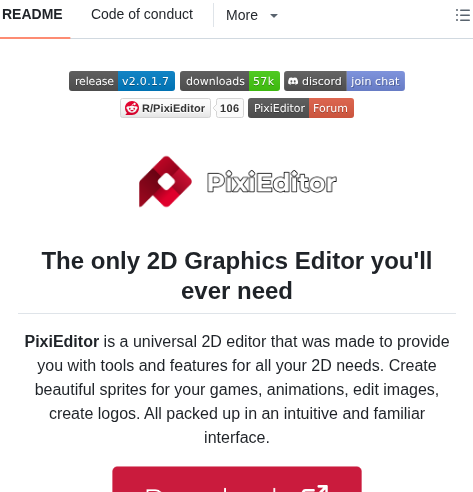 README Code of conduct More
release v2.0.1.7 downloads 57k discord join chat
R/PixiEditor 106 PixiEditor Forum
PixiEditor
The only 2D Graphics Editor you'll
ever need
PixiEditor is a universal 2D editor that was made to provide
you with tools and features for all your 2D needs. Create
beautiful sprites for your games, animations, edit images,
create logos. All packed up in an intuitive and familiar
interface.